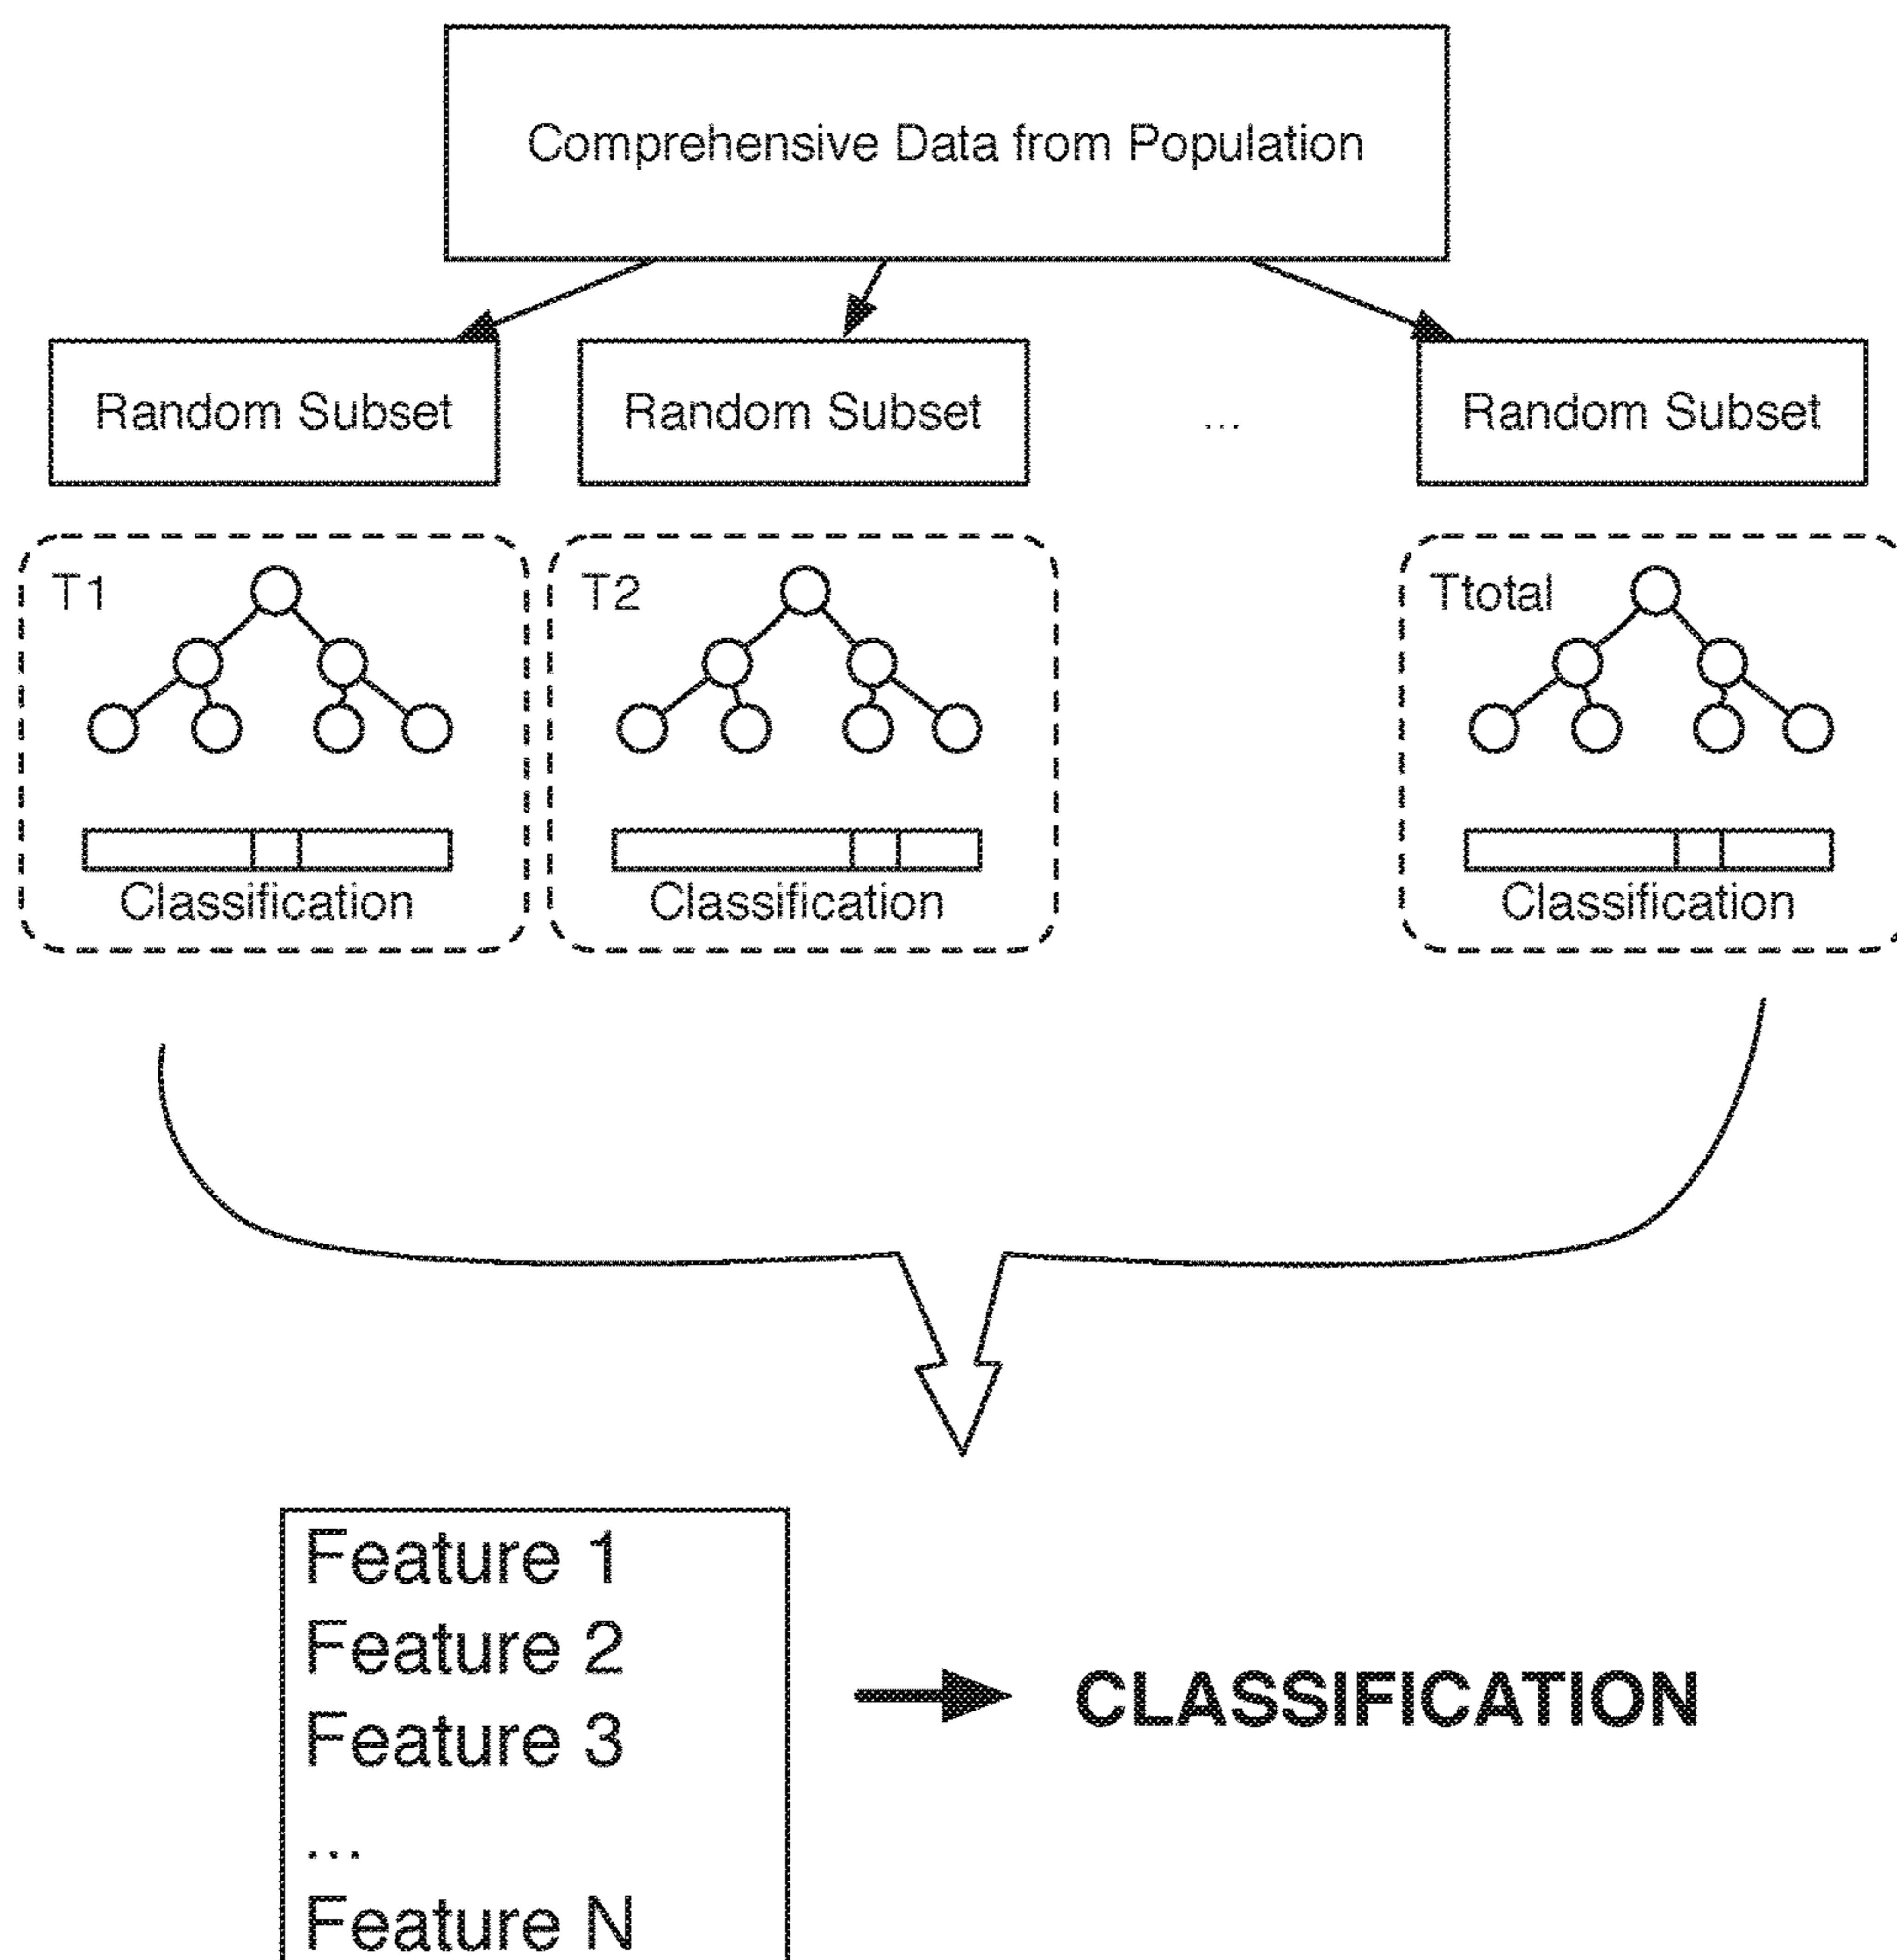 Comprehensive Data from Population
Random Subset
Random Subset
...
Random Subset
T1
T2
Ttotal
Classification
Classification
Classification
Feature 1
Feature 2
Feature 3
...
Feature N
CLASSIFICATION